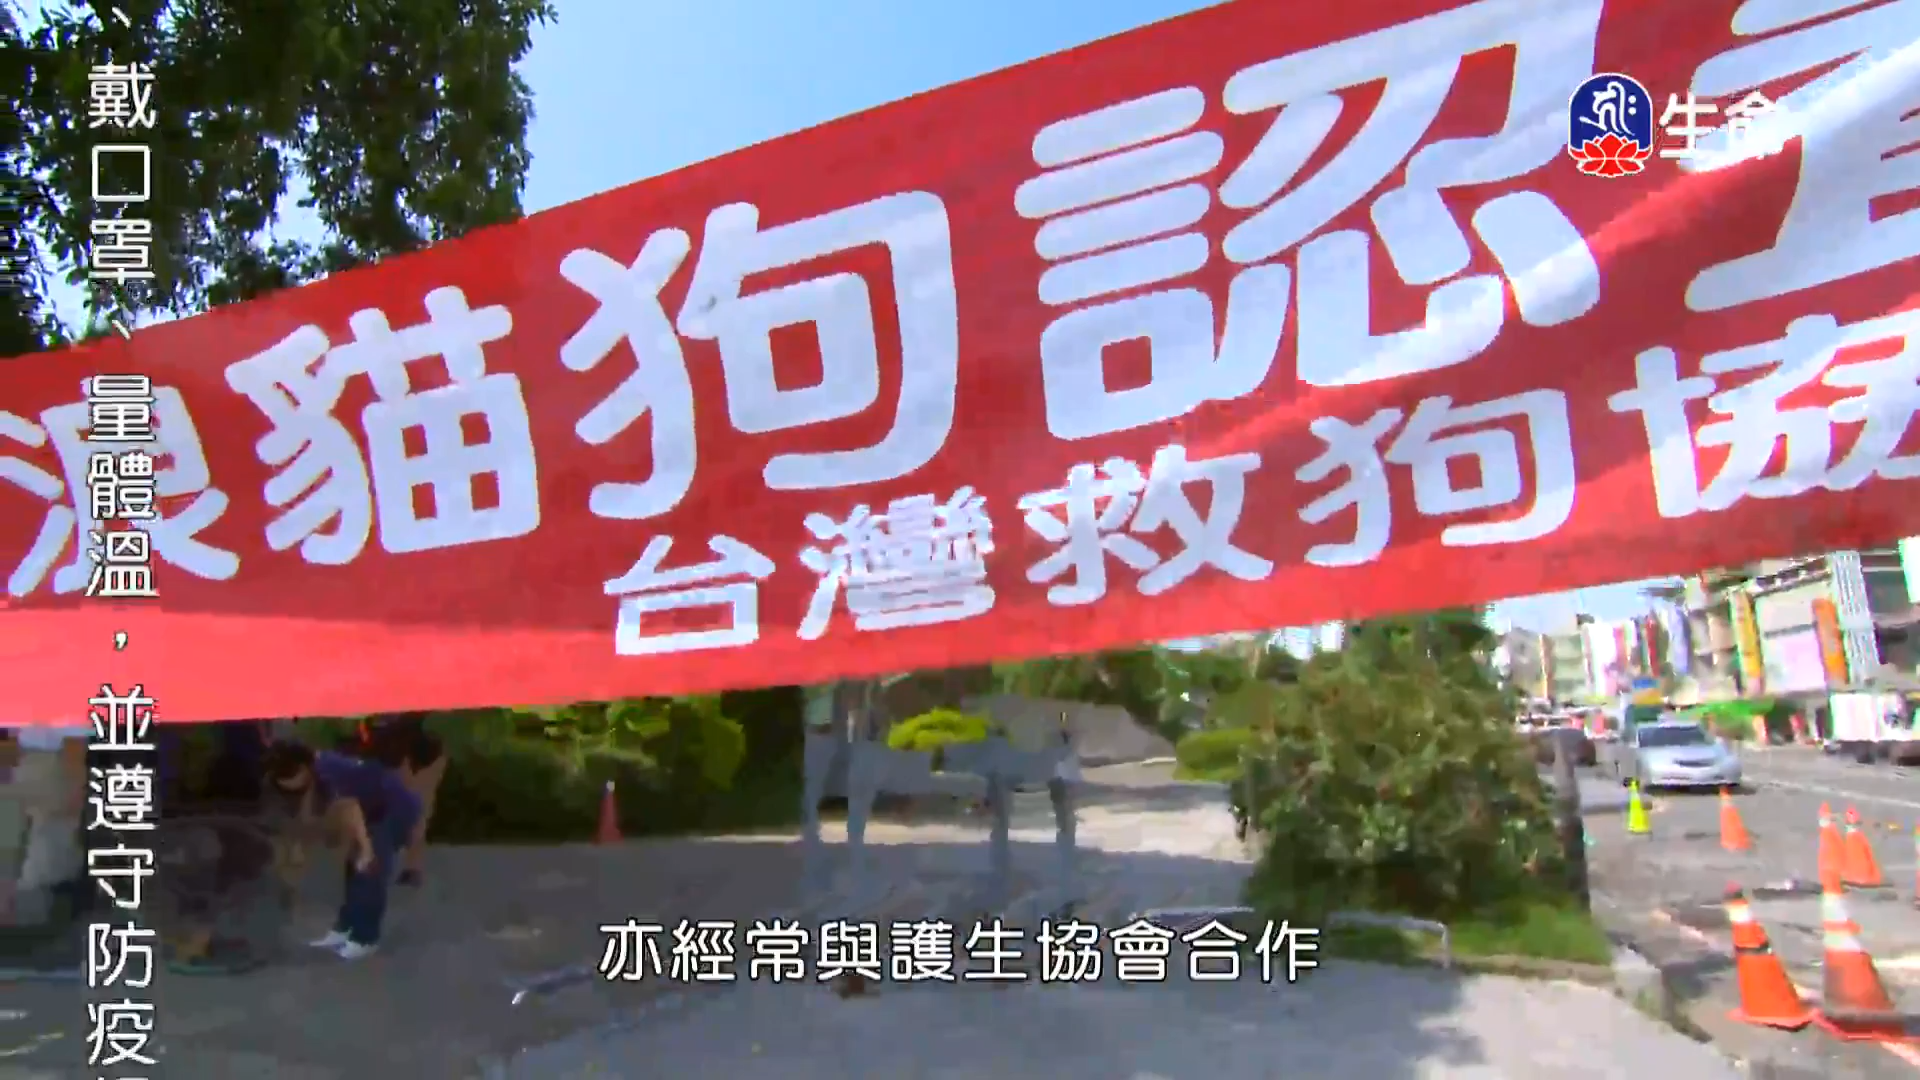 、戴口罩、量體溫，並遵守防疫
生命
浪貓狗認
台灣救狗協
亦經常與護生協會合作